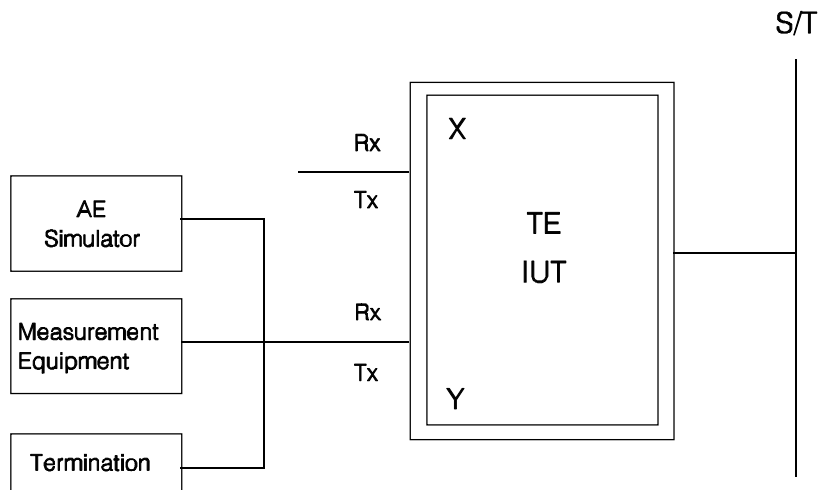 S/T
X
Rx
Tx
TE
IUT
AE
Simulator
Rx
Measurement
Equipment
Tx
Y
Termination